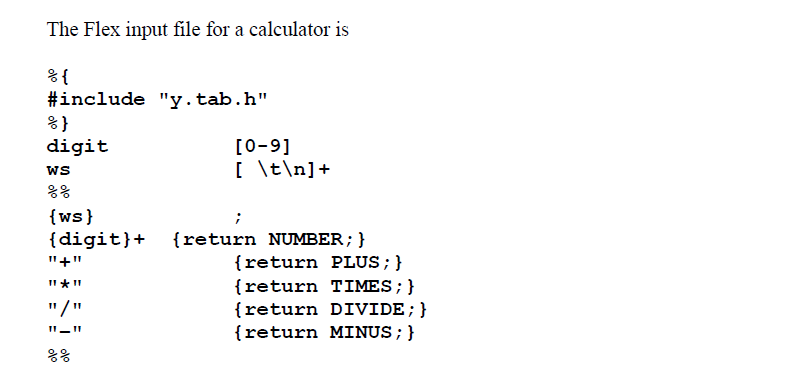 The Flex input file for a calculator is
%{
#include "y.tab.h"
%}
digit [0-9]
ws [ \t\n]+
%%
{ws} ;
{digit}+ {return NUMBER;}
"+" {return PLUS;}
"*" {return TIMES;}
"/" {return DIVIDE;}
"−" {return MINUS;}
%%